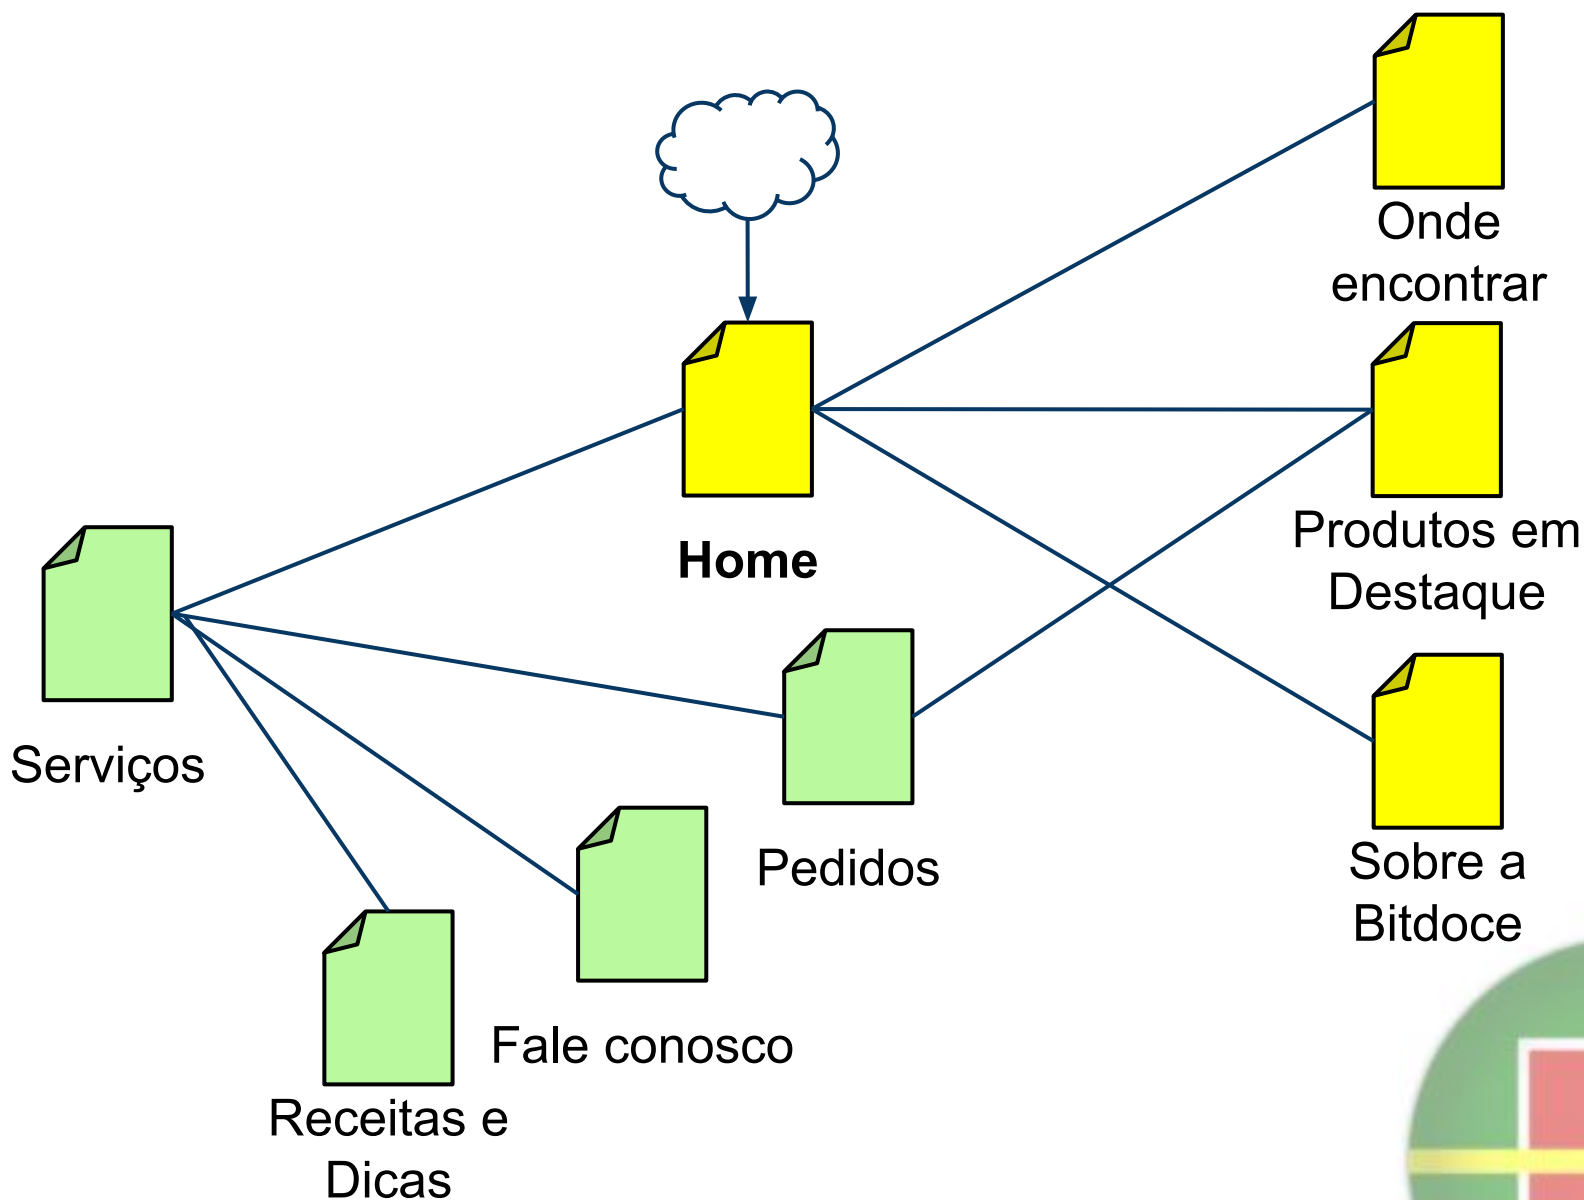 Onde
encontrar
Home
Produtos em
Destaque
Serviços
Pedidos
Sobre a
Bitdoce
Fale conosco
Receitas e
Dicas